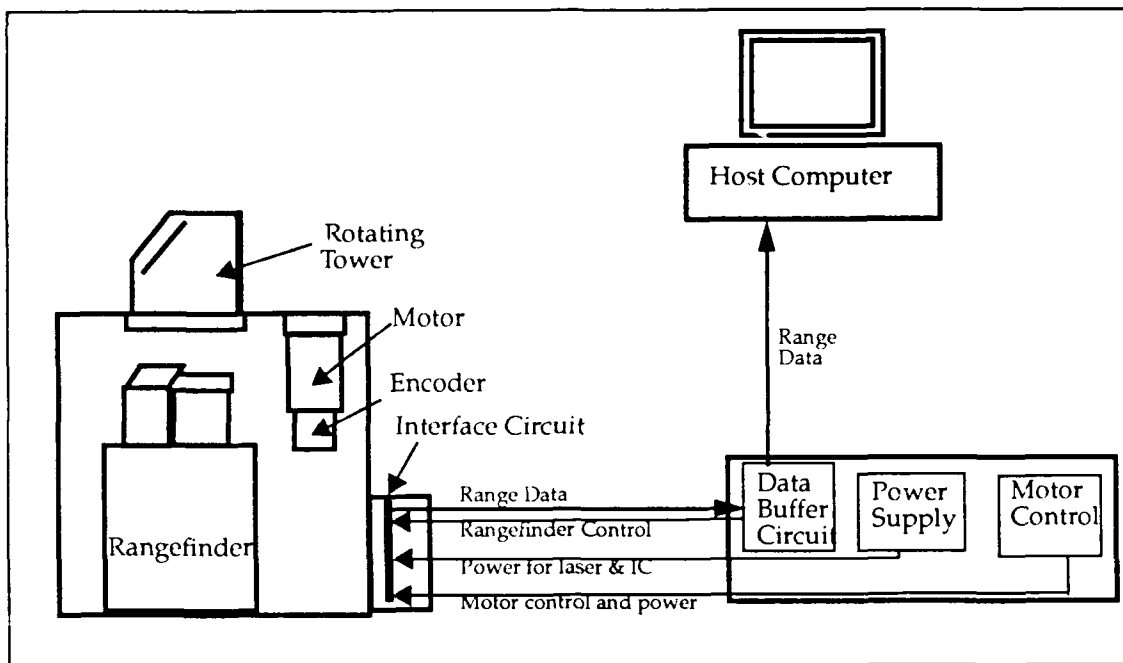 Host Computer
Rotating
Tower
Motor
Range
Data
Encoder
Interface Circuit
Range Data
Rangefinder Control
Power for laser & IC
Motor control and power
Rangefinder
Data
Buffer
Circuit
Power
Supply
Motor
Control